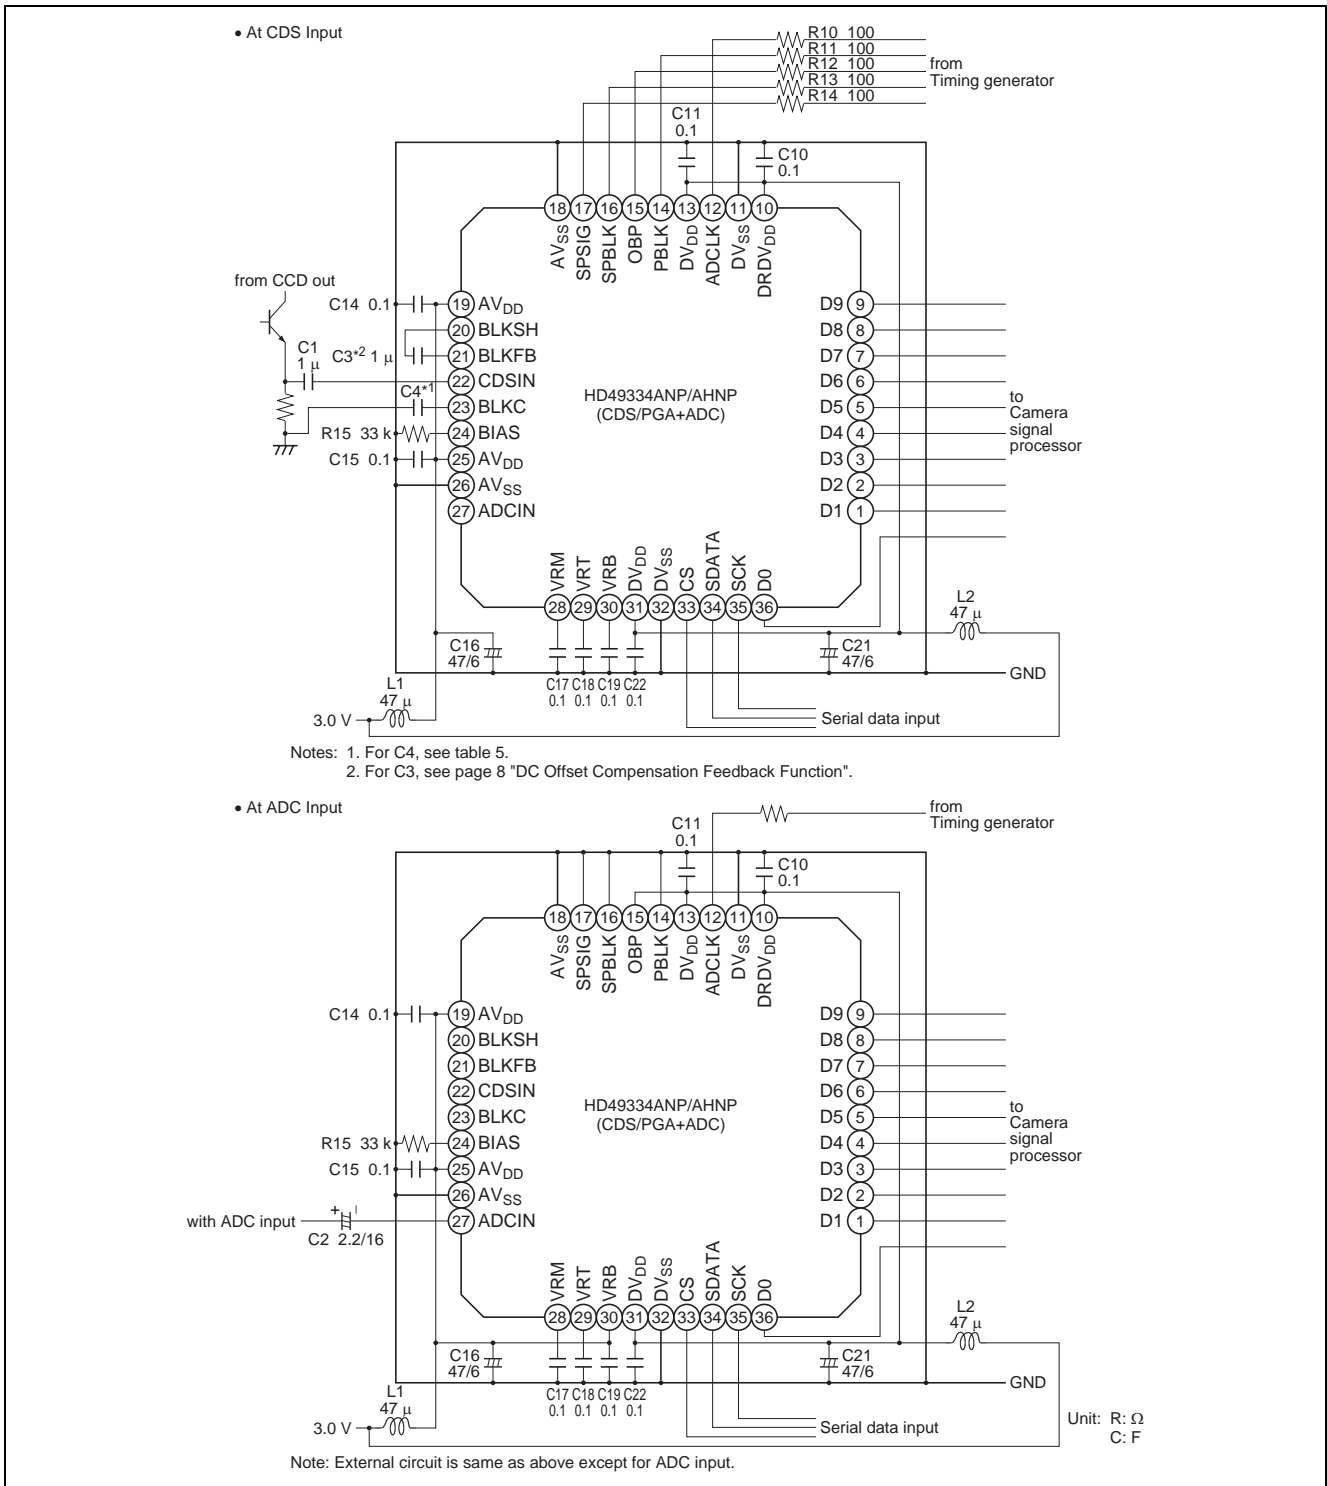 • At CDS Input
R10 100
R11 100
R12 100
R13 100
R14 100
from
Timing generator
C11
0.1
C10
0.1
18 17 16 15 14 13 12 11 10
AVSS SPSIG SPBLK OBP PBLK DVDD ADCLK DVSS DRDVDD
from CCD out
C1
1 μ
C14 0.1
C3*2 1 μ
C4*1
R15 33 k
C15 0.1
19 AVDD
20 BLKSH
21 BLKFB
22 CDSIN
23 BLKC
24 BIAS
25 AVDD
26 AVSS
27 ADCIN
HD49334ANP/AHNP
(CDS/PGA+ADC)
D9 9
D8 8
D7 7
D6 6
D5 5
D4 4
D3 3
D2 2
D1 1
to
Camera
signal
processor
VRM VRT VRB DVDD DVSS CS SDATA SCK D0
28 29 30 31 32 33 34 35 36
L2
47 μ
C16
47/6
C21
47/6
C17 C18 C19 C22
0.1 0.1 0.1 0.1
GND
L1
47 μ
3.0 V
Serial data input
Notes: 1. For C4, see table 5.
2. For C3, see page 8 "DC Offset Compensation Feedback Function".
• At ADC Input
from
Timing generator
C11
0.1
C10
0.1
18 17 16 15 14 13 12 11 10
AVSS SPSIG SPBLK OBP PBLK DVDD ADCLK DVSS DRDVDD
C14 0.1
R15 33 k
C15 0.1
with ADC input
+ −
C2 2.2/16
19 AVDD
20 BLKSH
21 BLKFB
22 CDSIN
23 BLKC
24 BIAS
25 AVDD
26 AVSS
27 ADCIN
HD49334ANP/AHNP
(CDS/PGA+ADC)
D9 9
D8 8
D7 7
D6 6
D5 5
D4 4
D3 3
D2 2
D1 1
to
Camera
signal
processor
VRM VRT VRB DVDD DVSS CS SDATA SCK D0
28 29 30 31 32 33 34 35 36
L2
47 μ
C16
47/6
C21
47/6
C17 C18 C19 C22
0.1 0.1 0.1 0.1
GND
L1
47 μ
3.0 V
Serial data input
Unit: R: Ω
C: F
Note: External circuit is same as above except for ADC input.